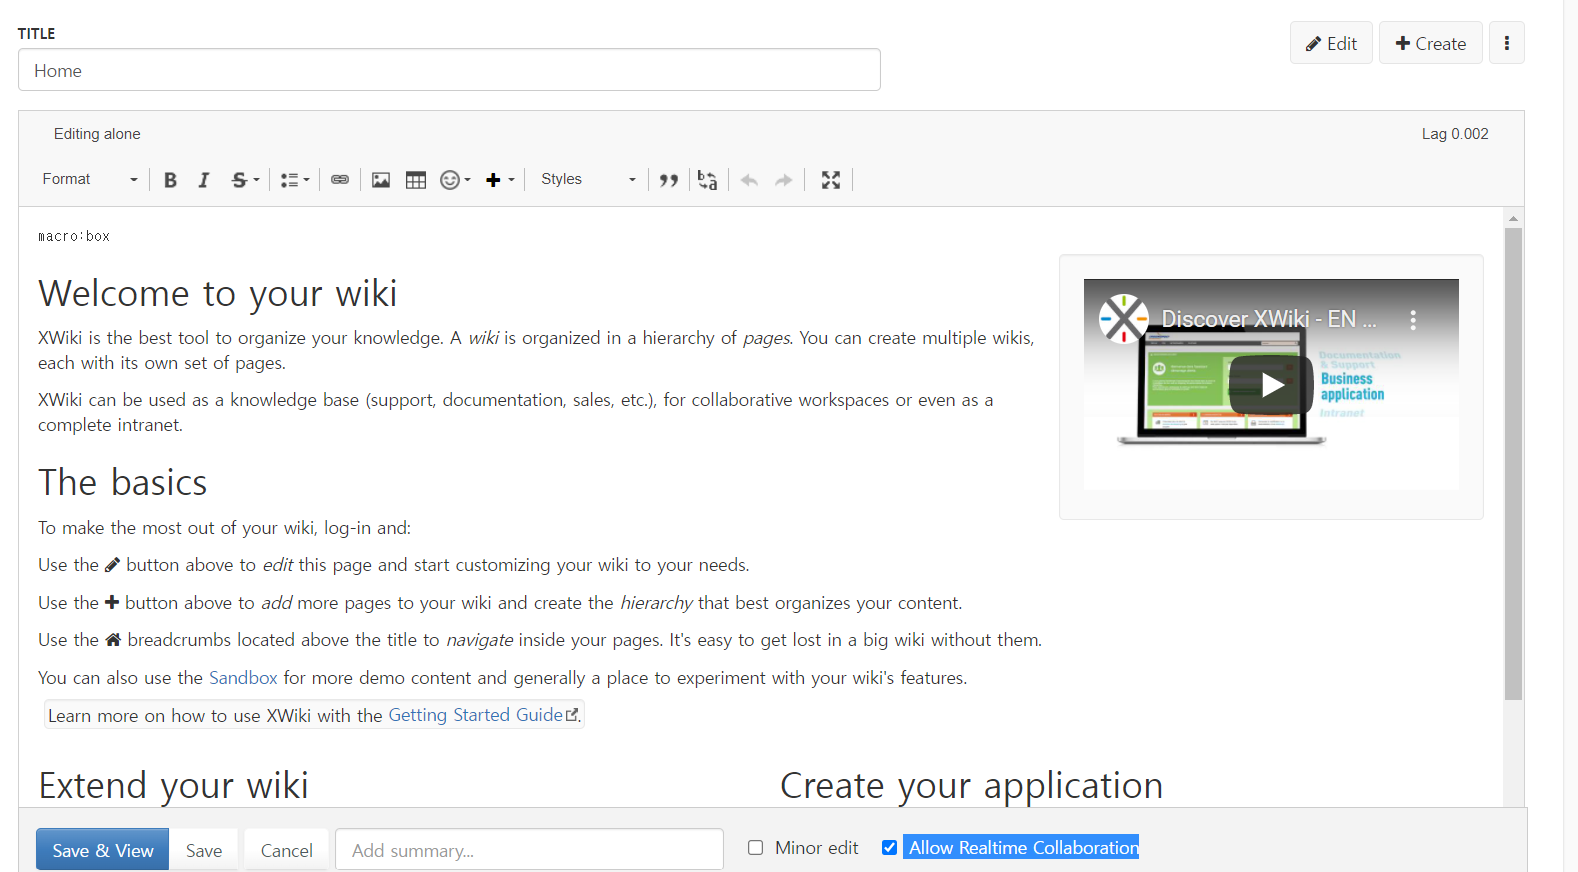 TITLE
Edit
Create
Home
Editing alone
Lag 0.002
Format
B I S
Styles
macro:box
Welcome to your wiki
XWiki is the best tool to organize your knowledge. A wiki is organized in a hierarchy of pages. You can create multiple wikis,
each with its own set of pages.
XWiki can be used as a knowledge base (support, documentation, sales, etc.), for collaborative workspaces or even as a
complete intranet.
Discover XWiki - EN ...
Documentation
& Support
Business
application
Intranet
The basics
To make the most out of your wiki, log-in and:
Use the button above to edit this page and start customizing your wiki to your needs.
Use the button above to add more pages to your wiki and create the hierarchy that best organizes your content.
Use the breadcrumbs located above the title to navigate inside your pages. It's easy to get lost in a big wiki without them.
You can also use the Sandbox for more demo content and generally a place to experiment with your wiki's features.
Learn more on how to use XWiki with the Getting Started Guide.
Extend your wiki
Create your application
Save & View
Save
Cancel
Add summary...
Minor edit
Allow Realtime Collaboration